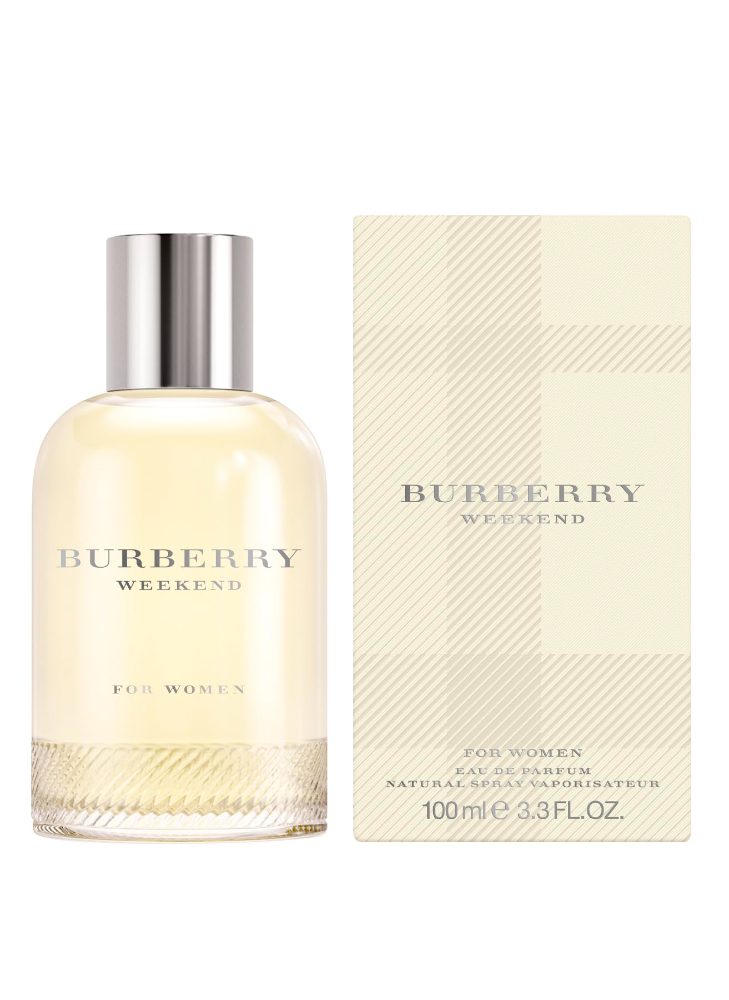 BURBERRY
WEEKEND
FOR WOMEN
BURBERRY
WEEKEND
FOR WOMEN
EAU DE PARFUM
NATURAL SPRAY VAPORISATEUR
100 ml ℮ 3.3 FL.OZ.